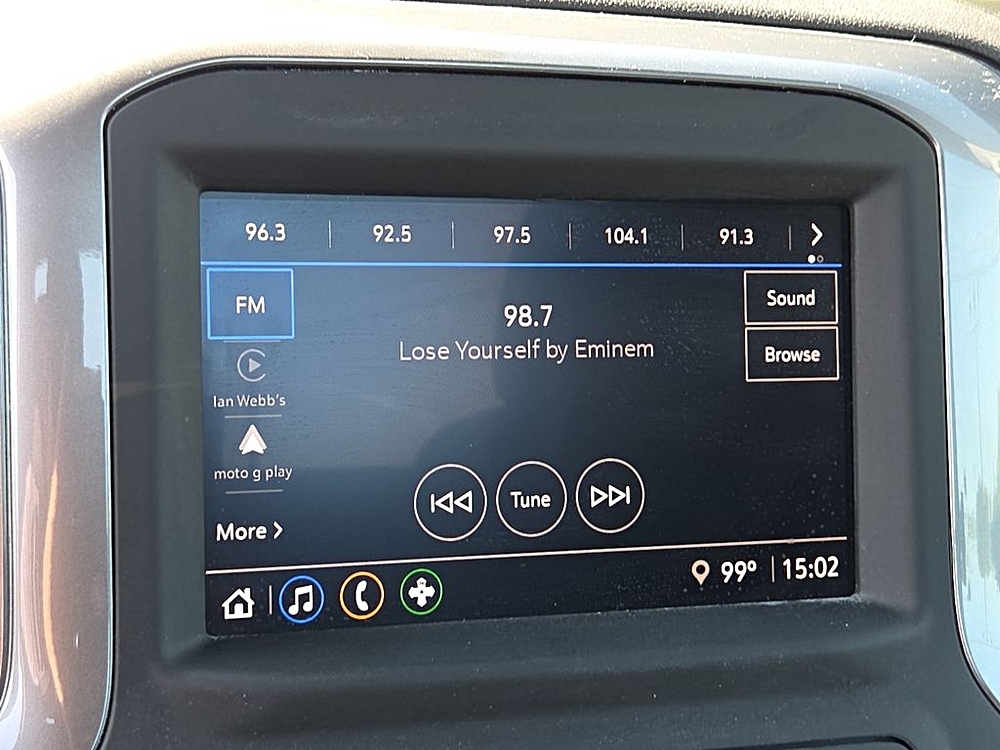 96.3 92.5 97.5 104.1 91.3
FM
98.7
Lose Yourself by Eminem
Sound
Browse
Ian Webb's
moto g play
More
Tune
99° 15:02